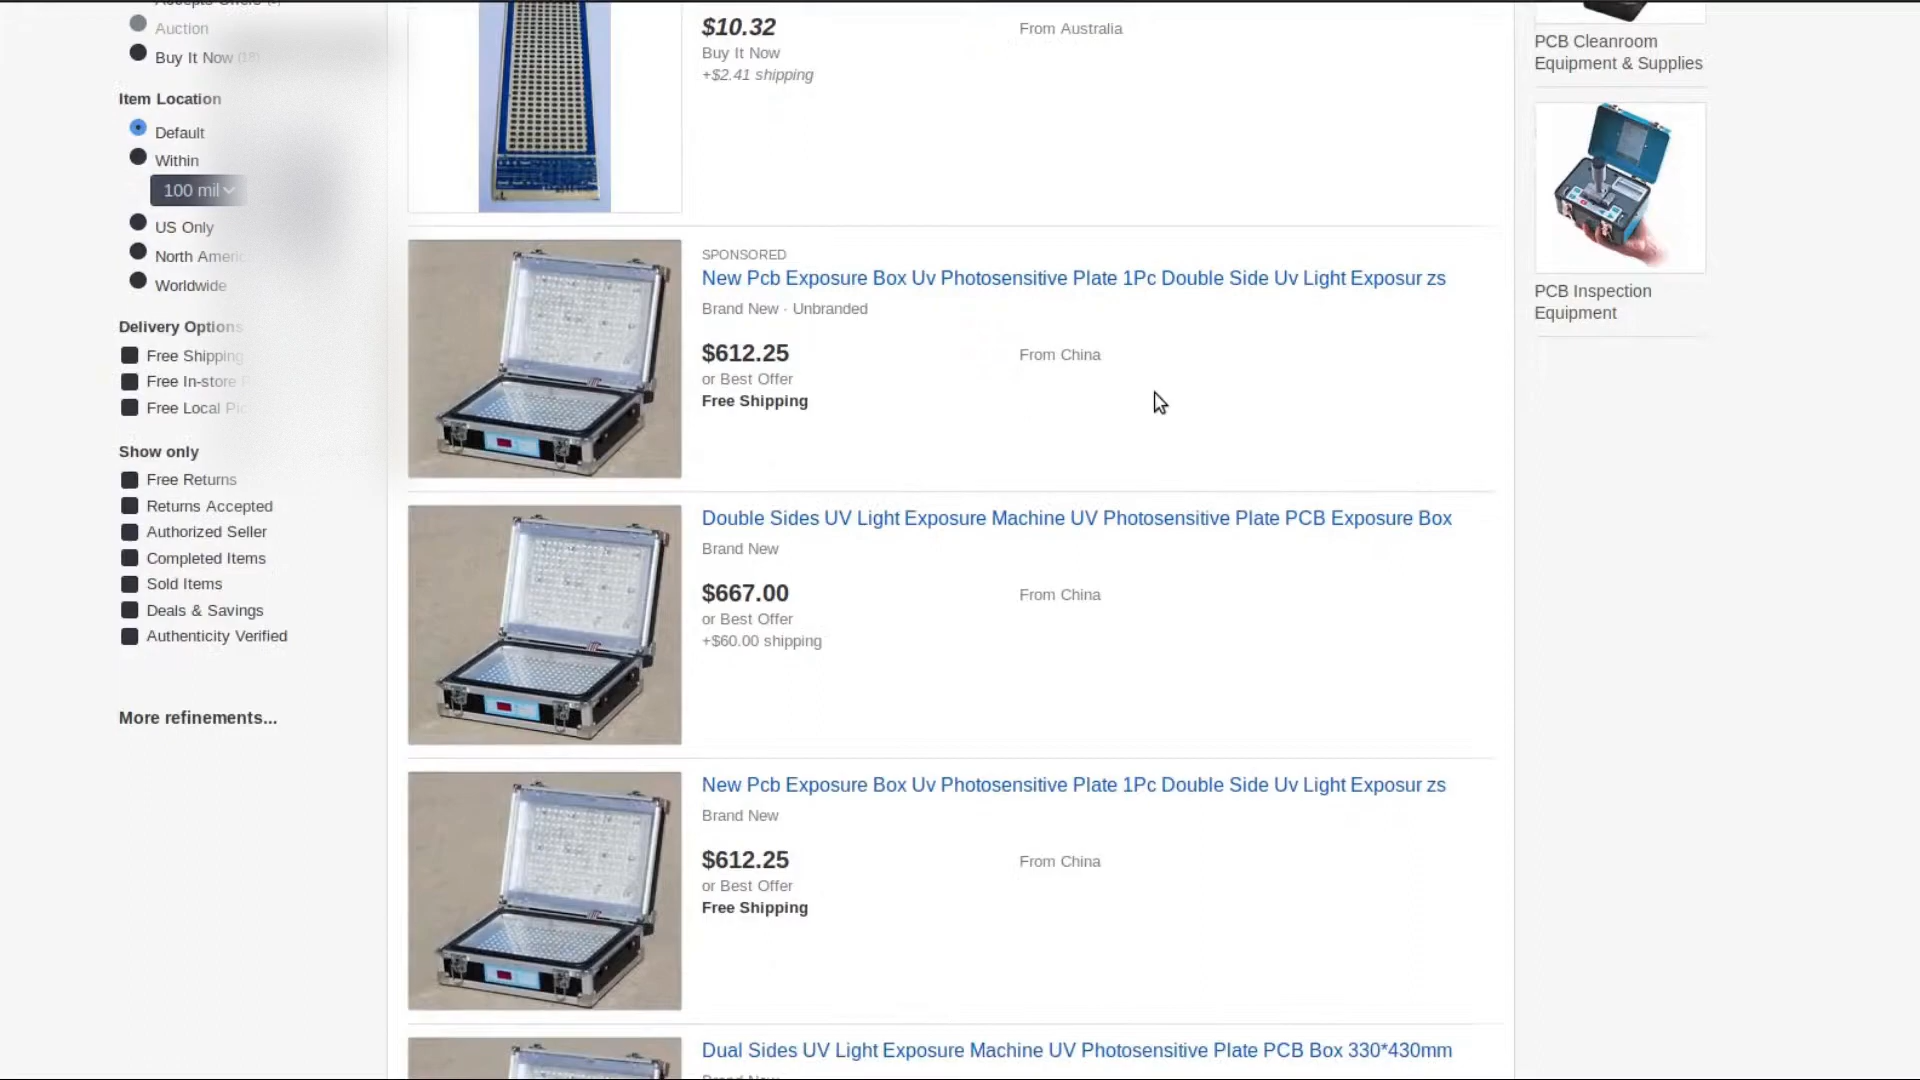 Auction
Buy It Now (18)
Item Location
Default
Within
100 mil
US Only
North Americ
Worldwide
Delivery Options
Free Shipping
Free In-store P
Free Local Pic
Show only
Free Returns
Returns Accepted
Authorized Seller
Completed Items
Sold Items
Deals & Savings
Authenticity Verified
More refinements...
$10.32
Buy It Now
+$2.41 shipping
From Australia
SPONSORED
New Pcb Exposure Box Uv Photosensitive Plate 1Pc Double Side Uv Light Exposur zs
Brand New · Unbranded
$612.25
From China
or Best Offer
Free Shipping
Double Sides UV Light Exposure Machine UV Photosensitive Plate PCB Exposure Box
Brand New
$667.00
From China
or Best Offer
+$60.00 shipping
New Pcb Exposure Box Uv Photosensitive Plate 1Pc Double Side Uv Light Exposur zs
Brand New
$612.25
From China
or Best Offer
Free Shipping
Dual Sides UV Light Exposure Machine UV Photosensitive Plate PCB Box 330*430mm
PCB Cleanroom
Equipment & Supplies
PCB Inspection
Equipment